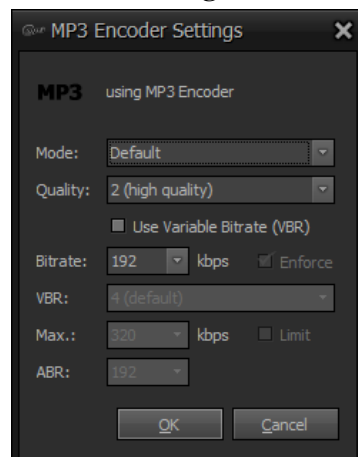 MP3 Encoder Settings
MP3 using MP3 Encoder
Mode: Default
Quality: 2 (high quality)
Use Variable Bitrate (VBR)
Bitrate: 192 kbps Enforce
VBR: 4 (default)
Max.: 320 kbps Limit
ABR: 192
OK Cancel